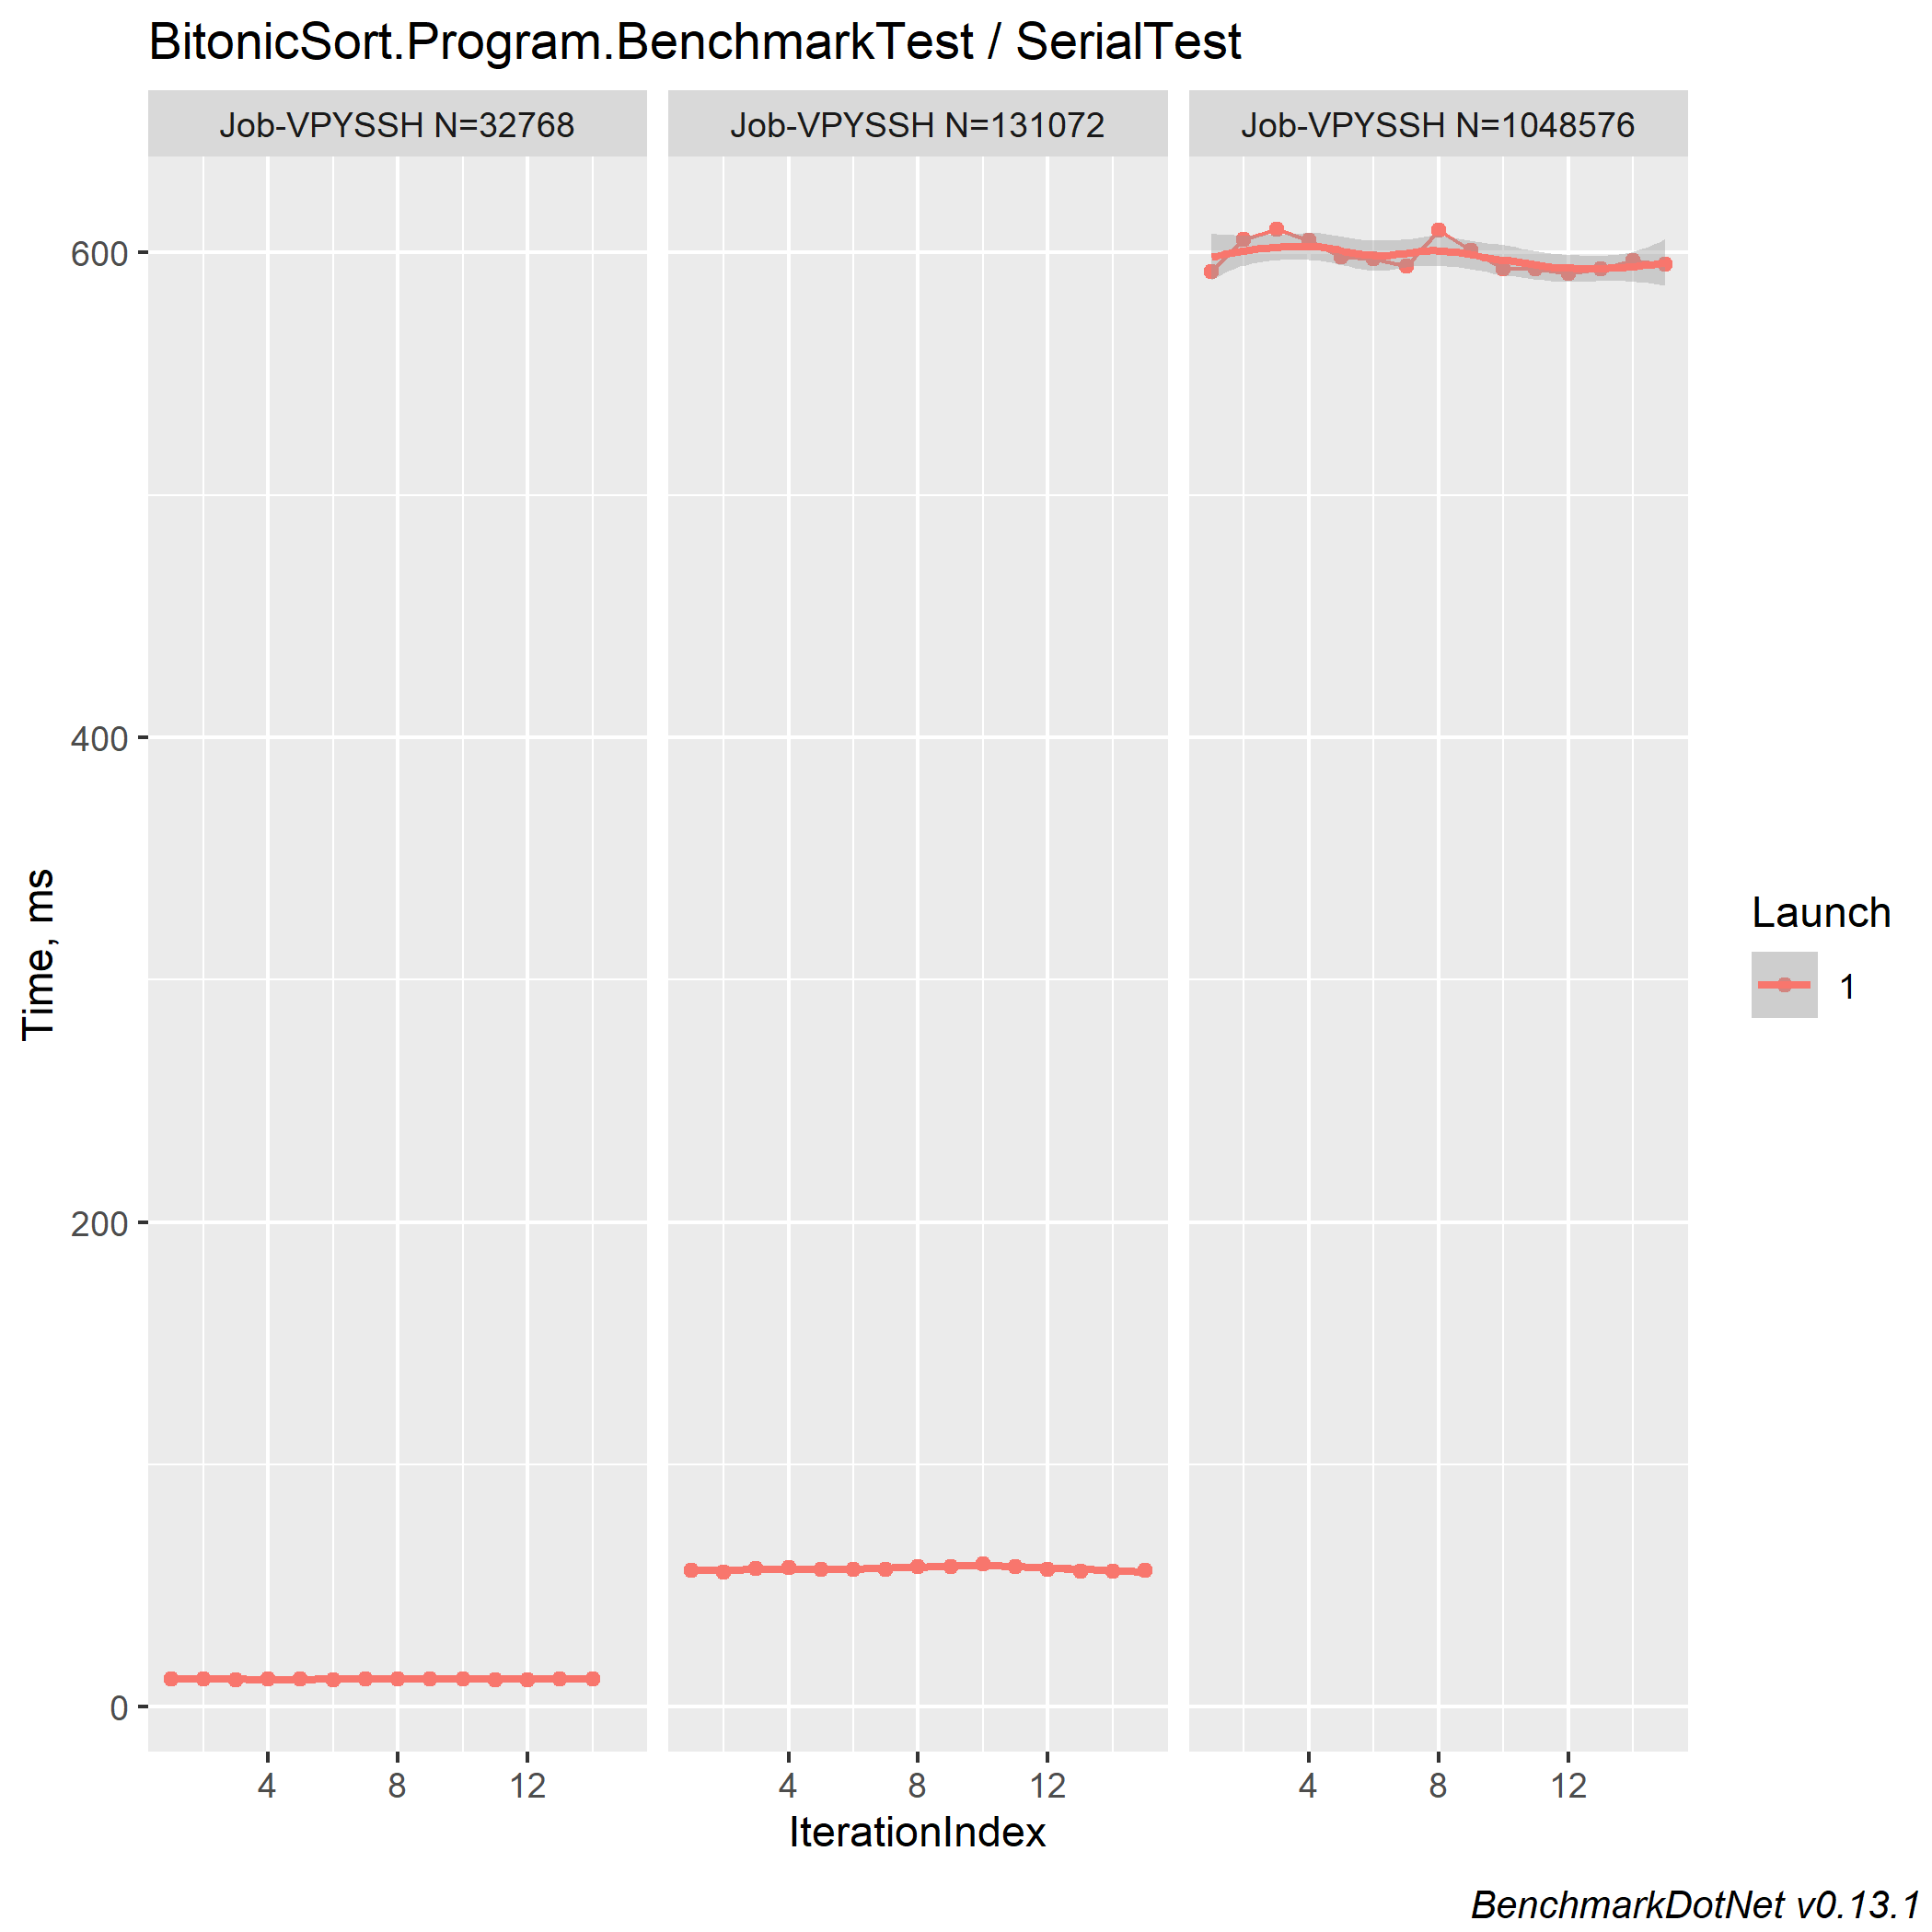 BitonicSort.Program.BenchmarkTest / SerialTest
Job-VPYSSH N=32768
Job-VPYSSH N=131072
Job-VPYSSH N=1048576
600
400
200
0
Time, ms
4 8 12
4 8 12
4 8 12
IterationIndex
Launch
1
BenchmarkDotNet v0.13.1